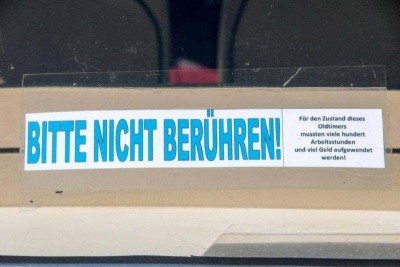 BITTE NICHT BERÜHREN!
Für den Zustand dieses
Oldtimers
mussten viele hundert
Arbeitsstunden
und viel Geld aufgewendet
werden!